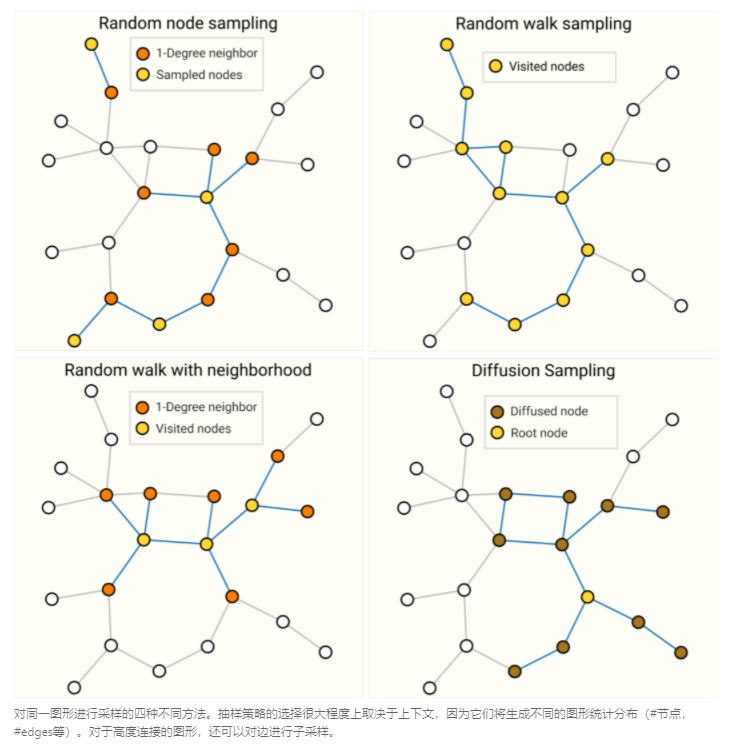 Random node sampling
1-Degree neighbor
Sampled nodes
Random walk sampling
Visited nodes
Random walk with neighborhood
1-Degree neighbor
Visited nodes
Diffusion Sampling
Diffused node
Root node
对同一图形进行采样的四种不同方法。抽样策略的选择很大程度上取决于上下文，因为它们将生成不同的图形统计分布（#节点，
#edges等）。对于高度连接的图形，还可以对边进行子采样。